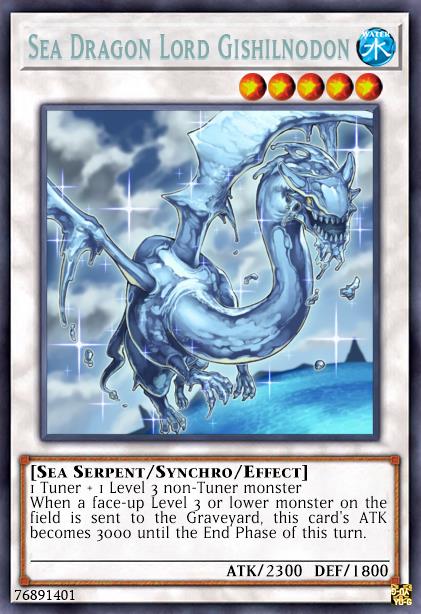 Sea Dragon Lord Gishilnodon
WATER
水
[Sea Serpent/Synchro/Effect]
1 Tuner + 1 Level 3 non-Tuner monster
When a face-up Level 3 or lower monster on the
field is sent to the Graveyard, this card's ATK
becomes 3000 until the End Phase of this turn.
ATK/2300 DEF/1800
76891401